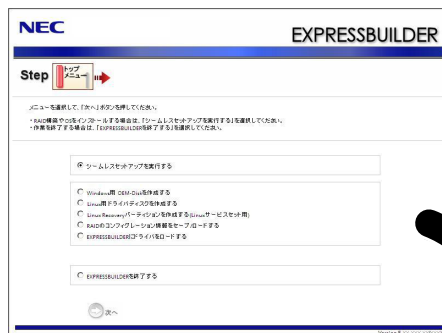 NEC
EXPRESSBUILDER
Step
トップ
メニュー
メニューを選択して、「次へ」ボタンを押してください。
・RAID構築やOSをインストールする場合は、「シームレスセットアップを実行する」を選択してください。
・作業を終了する場合は、「EXPRESSBUILDERを終了する」を選択してください。
シームレスセットアップを実行する
Windows用 OEM-Diskを作成する
Linux用ドライバディスクを作成する
Linux Recoveryパーティションを作成する(Linuxサービスセット用)
RAIDのコンフィグレーション情報をセーブ/ロードする
EXPRESSBUILDERにドライバをロードする
EXPRESSBUILDERを終了する
次へ